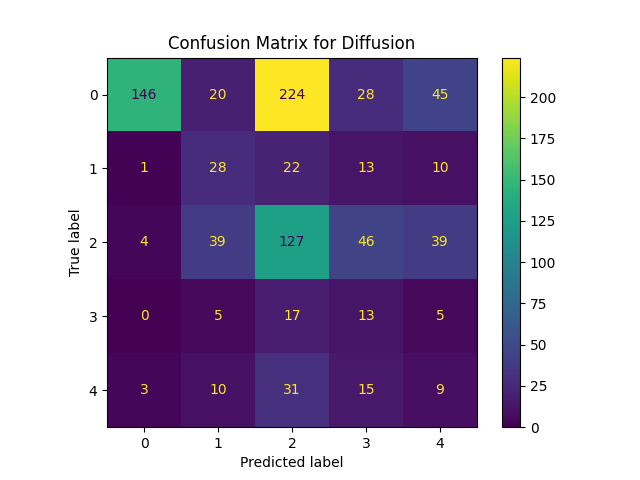 Confusion Matrix for Diffusion
0 146 20 224 28 45
1 1 28 22 13 10
2 4 39 127 46 39
3 0 5 17 13 5
4 3 10 31 15 9
0 1 2 3 4
Predicted label
True label
200
175
150
125
100
75
50
25
0